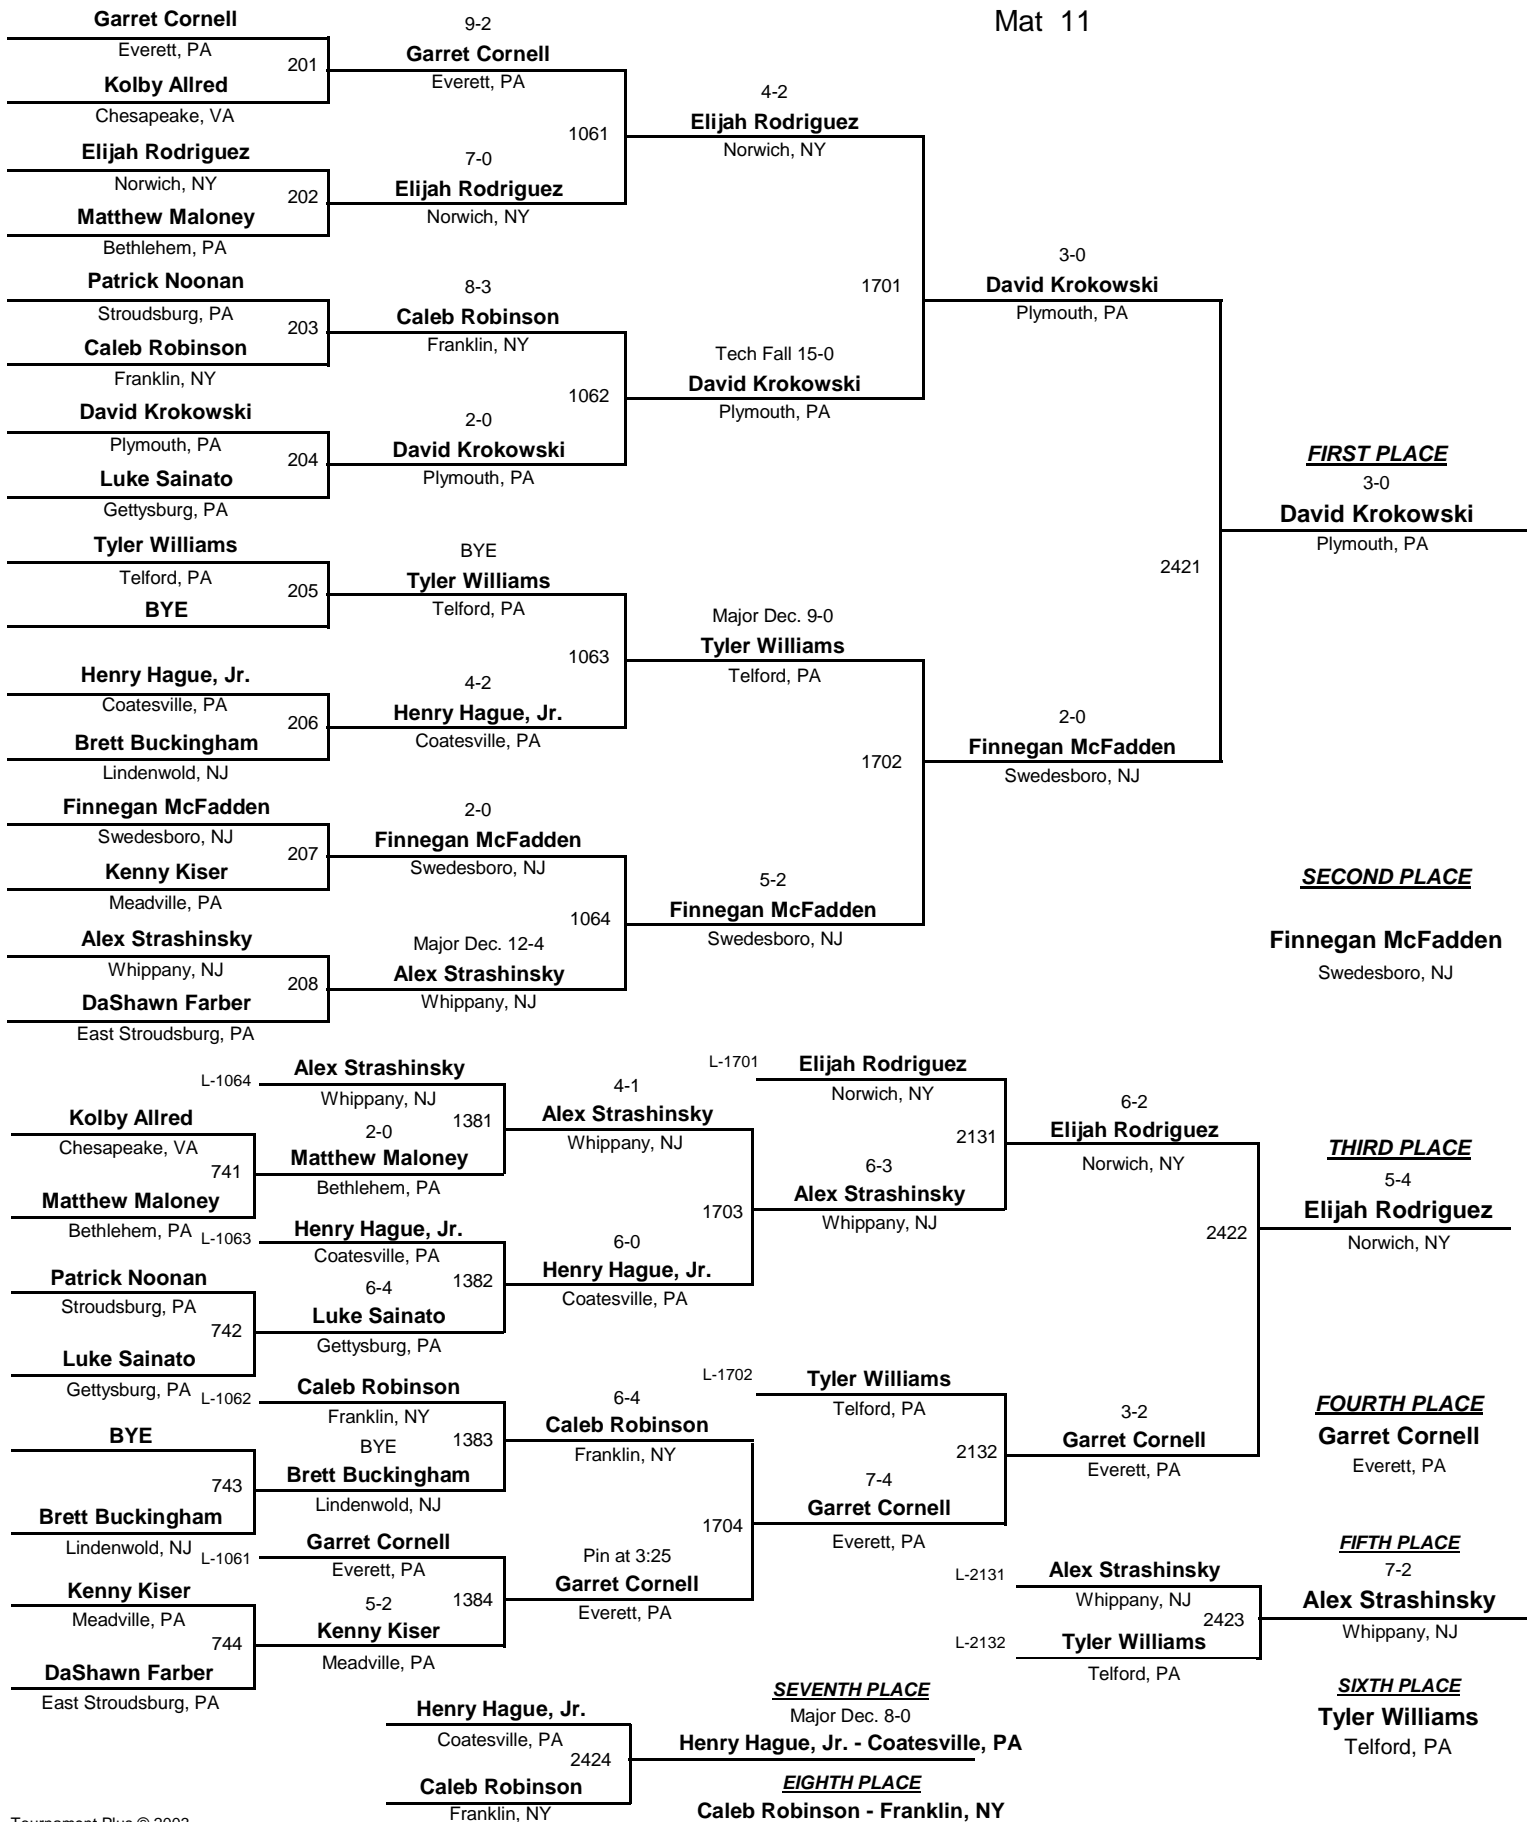 Mat 11
Garret Cornell
Everett, PA
201
Kolby Allred
Chesapeake, VA
Elijah Rodriguez
Norwich, NY
202
Matthew Maloney
Bethlehem, PA
Patrick Noonan
Stroudsburg, PA
203
Caleb Robinson
Franklin, NY
David Krokowski
Plymouth, PA
204
Luke Sainato
Gettysburg, PA
Tyler Williams
Telford, PA
205
BYE
Henry Hague, Jr.
Coatesville, PA
206
Brett Buckingham
Lindenwold, NJ
Finnegan McFadden
Swedesboro, NJ
207
Kenny Kiser
Meadville, PA
Alex Strashinsky
Whippany, NJ
208
DaShawn Farber
East Stroudsburg, PA
9-2
Garret Cornell
Everett, PA
1061
7-0
Elijah Rodriguez
Norwich, NY
8-3
Caleb Robinson
Franklin, NY
1062
2-0
David Krokowski
Plymouth, PA
BYE
Tyler Williams
Telford, PA
1063
4-2
Henry Hague, Jr.
Coatesville, PA
2-0
Finnegan McFadden
Swedesboro, NJ
1064
Major Dec. 12-4
Alex Strashinsky
Whippany, NJ
4-2
Elijah Rodriguez
Norwich, NY
1701
Tech Fall 15-0
David Krokowski
Plymouth, PA
Major Dec. 9-0
Tyler Williams
Telford, PA
1702
5-2
Finnegan McFadden
Swedesboro, NJ
3-0
David Krokowski
Plymouth, PA
2421
2-0
Finnegan McFadden
Swedesboro, NJ
FIRST PLACE
3-0
David Krokowski
Plymouth, PA
SECOND PLACE
Finnegan McFadden
Swedesboro, NJ
Kolby Allred
Chesapeake, VA
741
Matthew Maloney
Bethlehem, PA
Patrick Noonan
Stroudsburg, PA
742
Luke Sainato
Gettysburg, PA
BYE
743
Brett Buckingham
Lindenwold, NJ
Kenny Kiser
Meadville, PA
744
DaShawn Farber
East Stroudsburg, PA
L-1064
Alex Strashinsky
Whippany, NJ
1381
2-0
Matthew Maloney
Bethlehem, PA
L-1063
Henry Hague, Jr.
Coatesville, PA
1382
6-4
Luke Sainato
Gettysburg, PA
L-1062
Caleb Robinson
Franklin, NY
1383
BYE
Brett Buckingham
Lindenwold, NJ
L-1061
Garret Cornell
Everett, PA
1384
5-2
Kenny Kiser
Meadville, PA
4-1
Alex Strashinsky
Whippany, NJ
1703
6-0
Henry Hague, Jr.
Coatesville, PA
6-4
Caleb Robinson
Franklin, NY
1704
Pin at 3:25
Garret Cornell
Everett, PA
L-1701
Elijah Rodriguez
Norwich, NY
2131
6-3
Alex Strashinsky
Whippany, NJ
L-1702
Tyler Williams
Telford, PA
2132
7-4
Garret Cornell
Everett, PA
6-2
Elijah Rodriguez
Norwich, NY
2422
3-2
Garret Cornell
Everett, PA
THIRD PLACE
5-4
Elijah Rodriguez
Norwich, NY
FOURTH PLACE
Garret Cornell
Everett, PA
L-2131
Alex Strashinsky
Whippany, NJ
2423
L-2132
Tyler Williams
Telford, PA
FIFTH PLACE
7-2
Alex Strashinsky
Whippany, NJ
SIXTH PLACE
Tyler Williams
Telford, PA
Henry Hague, Jr.
Coatesville, PA
2424
Caleb Robinson
Franklin, NY
SEVENTH PLACE
Major Dec. 8-0
Henry Hague, Jr. - Coatesville, PA
EIGHTH PLACE
Caleb Robinson - Franklin, NY